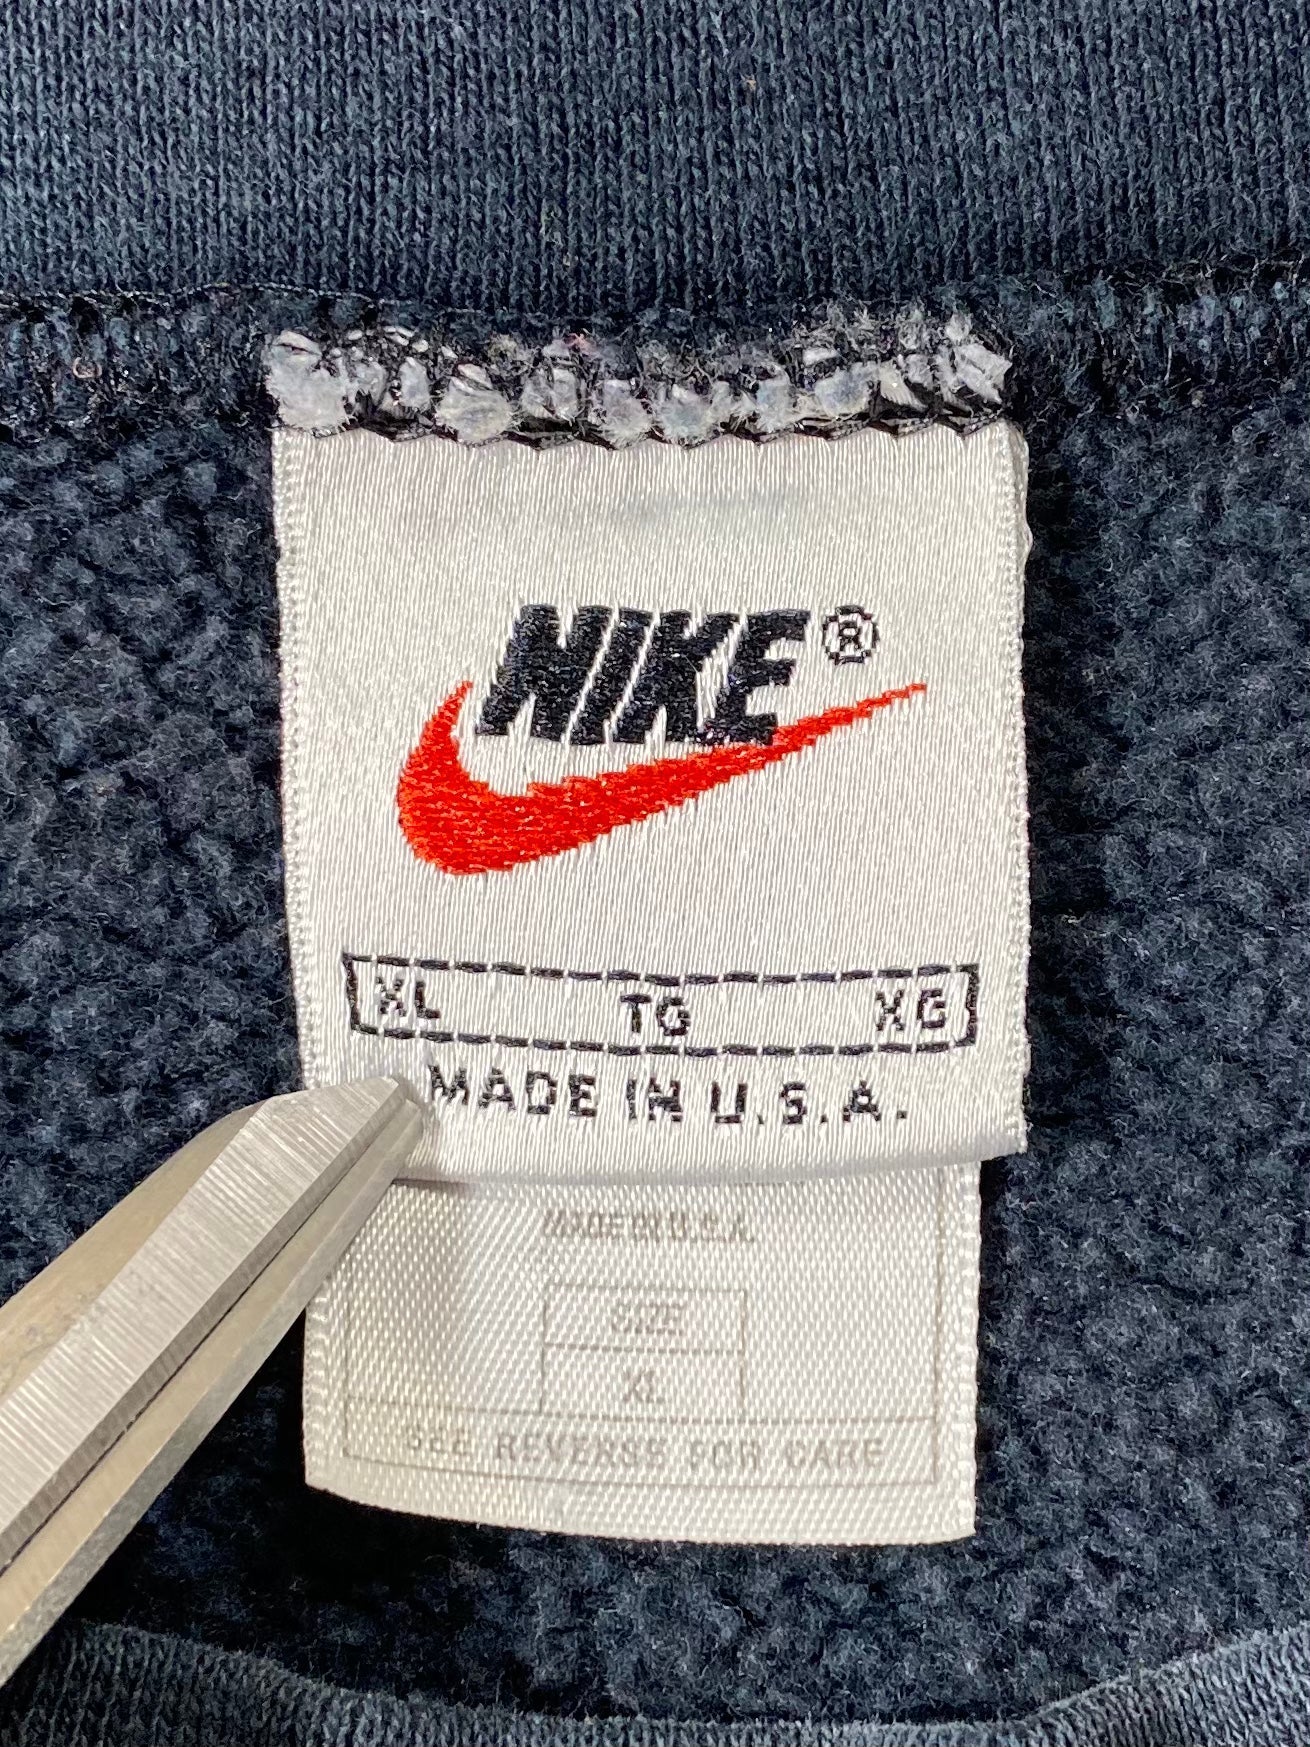 NIKE®
XL TG XG
MADE IN U.S.A.
MADE IN U.S.A
SIZE
XL
SEE REVERSE FOR CARE